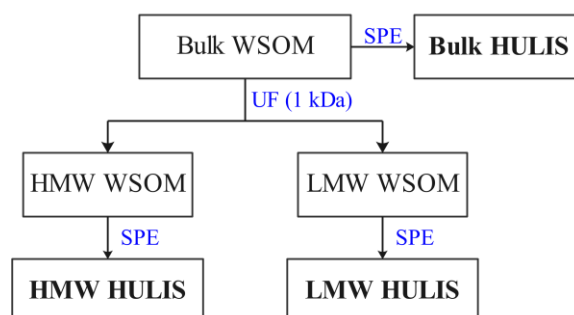 Bulk WSOM
SPE
Bulk HULIS
UF (1 kDa)
HMW WSOM
LMW WSOM
SPE
SPE
HMW HULIS
LMW HULIS